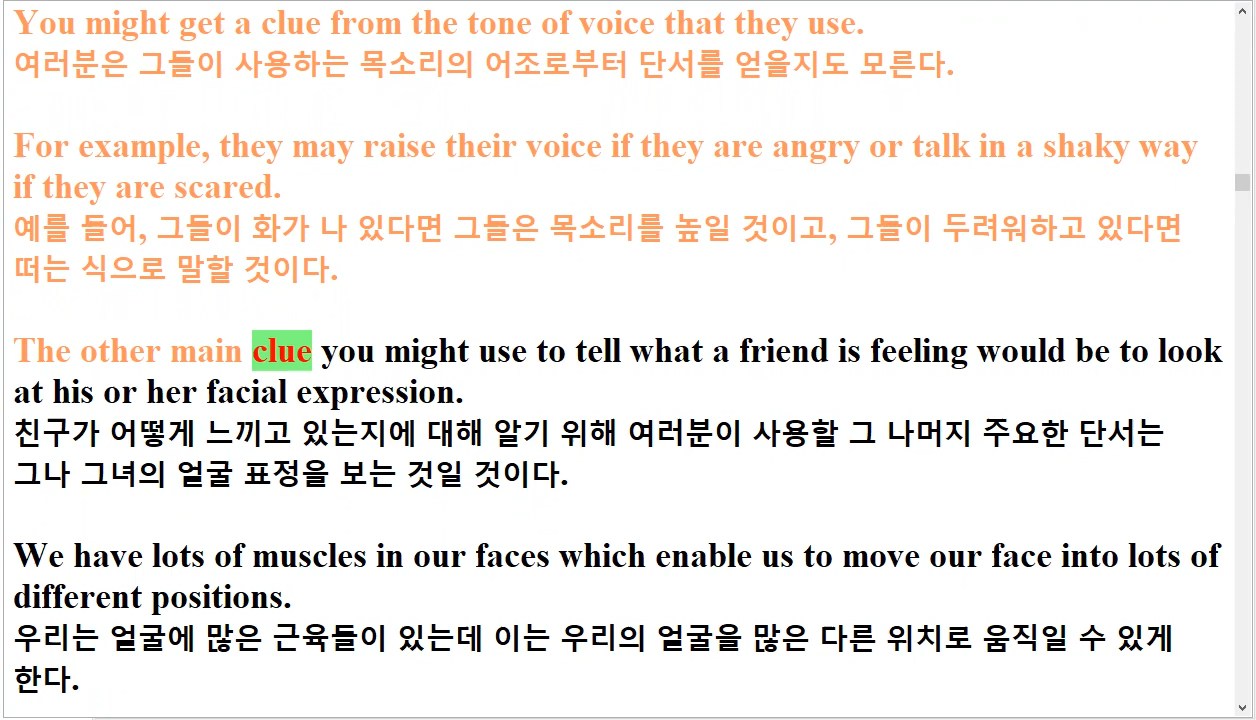 You might get a clue from the tone of voice that they use.
여러분은 그들이 사용하는 목소리의 어조로부터 단서를 얻을지도 모른다.
For example, they may raise their voice if they are angry or talk in a shaky way
if they are scared.
예를 들어, 그들이 화가 나 있다면 그들은 목소리를 높일 것이고, 그들이 두려워하고 있다면
떠는 식으로 말할 것이다.
The other main clue you might use to tell what a friend is feeling would be to look
at his or her facial expression.
친구가 어떻게 느끼고 있는지에 대해 알기 위해 여러분이 사용할 그 나머지 주요한 단서는
그나 그녀의 얼굴 표정을 보는 것일 것이다.
We have lots of muscles in our faces which enable us to move our face into lots of
different positions.
우리는 얼굴에 많은 근육들이 있는데 이는 우리의 얼굴을 많은 다른 위치로 움직일 수 있게
한다.